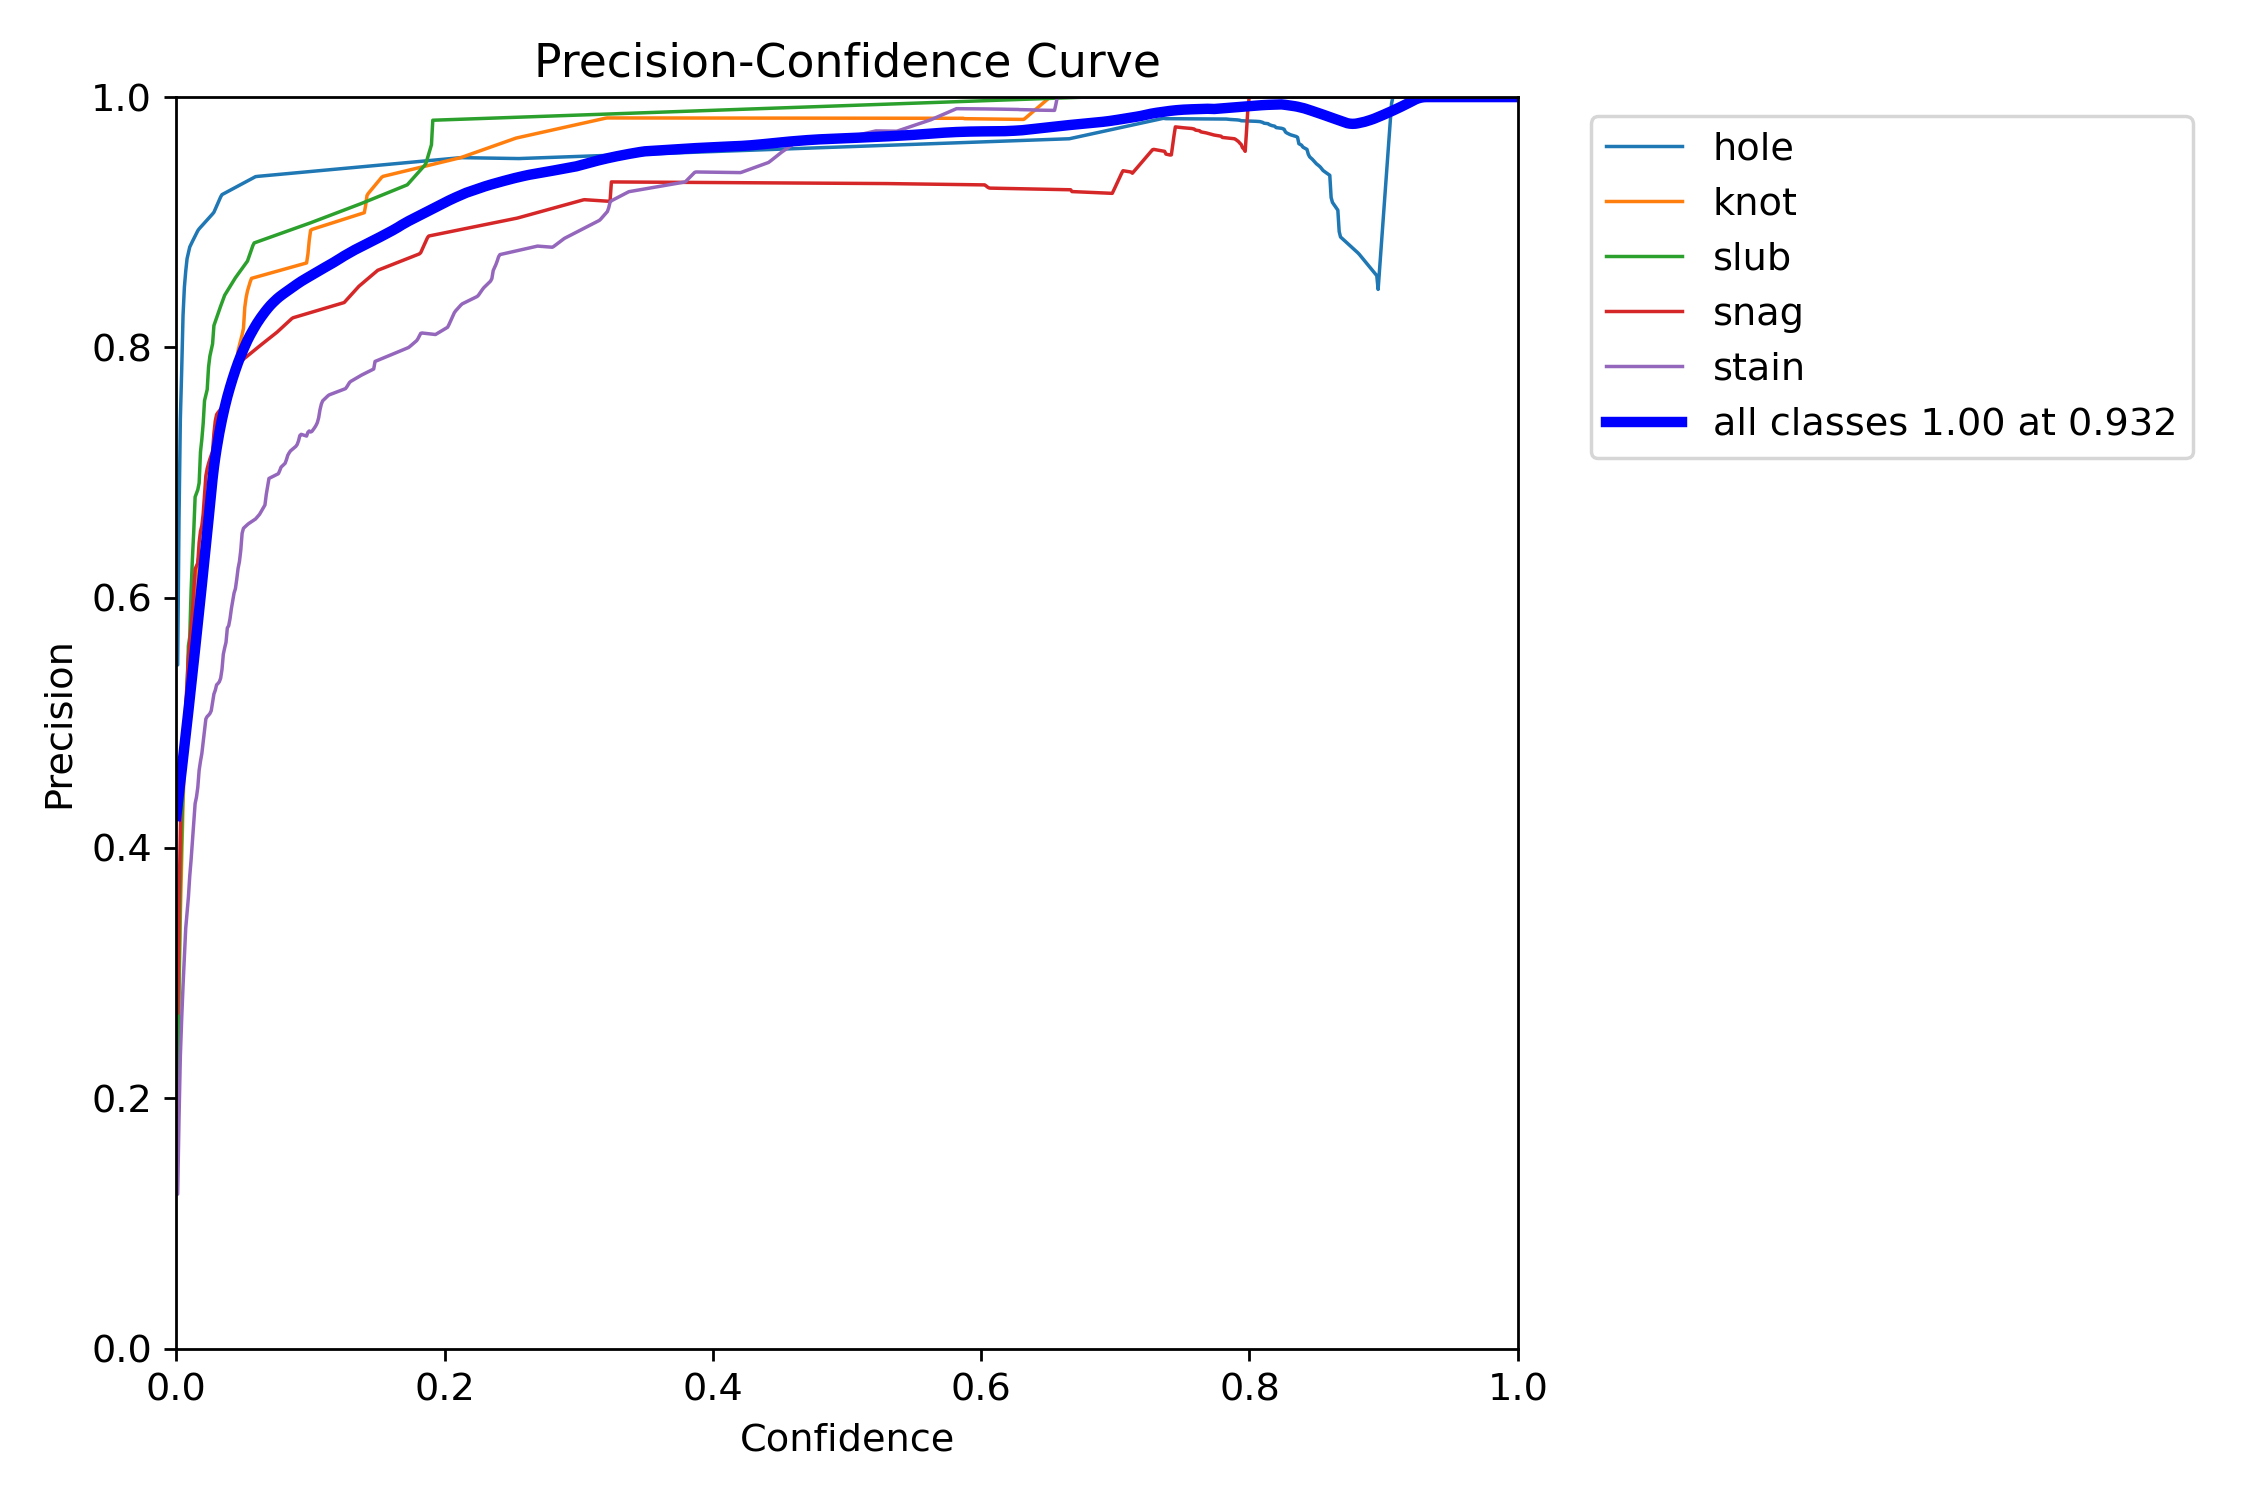 Precision-Confidence Curve
1.0
0.8
0.6
0.4
0.2
0.0
Precision
0.0 0.2 0.4 0.6 0.8 1.0
Confidence
hole
knot
slub
snag
stain
all classes 1.00 at 0.932